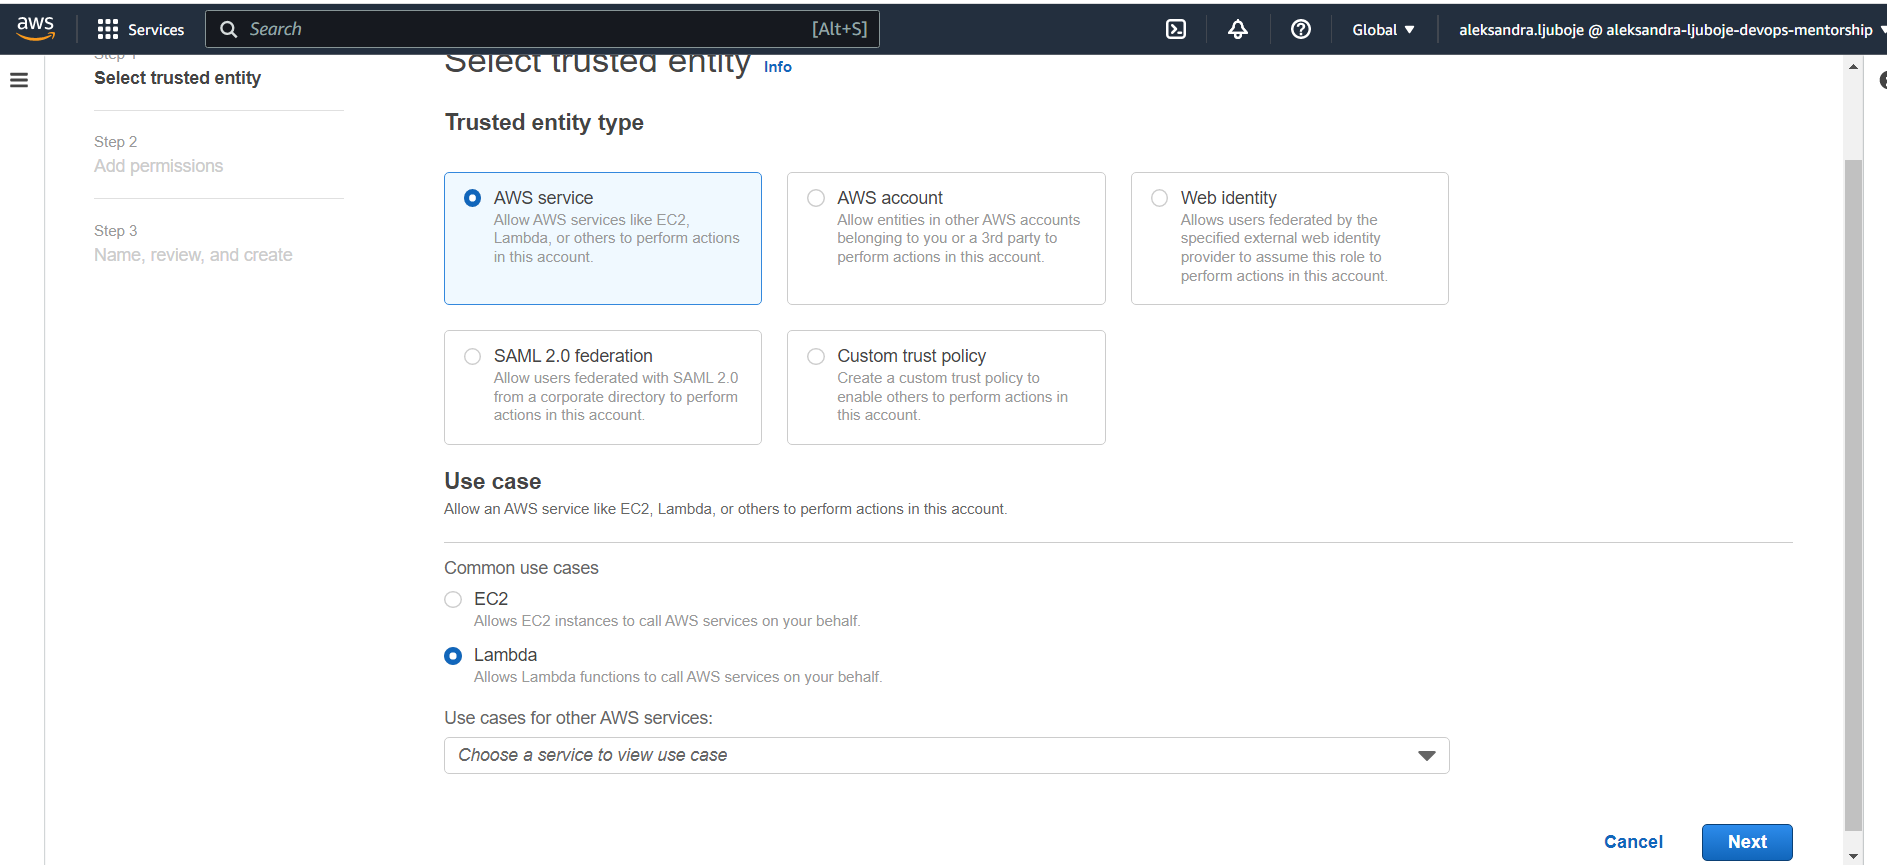 aws
Services
Search
[Alt+S]
Global
aleksandra.ljuboje @ aleksandra-ljuboje-devops-mentorship
Step 1
Select trusted entity
Step 2
Add permissions
Step 3
Name, review, and create
Select trusted entity Info
Trusted entity type
AWS service
Allow AWS services like EC2,
Lambda, or others to perform actions
in this account.
AWS account
Allow entities in other AWS accounts
belonging to you or a 3rd party to
perform actions in this account.
Web identity
Allows users federated by the
specified external web identity
provider to assume this role to
perform actions in this account.
SAML 2.0 federation
Allow users federated with SAML 2.0
from a corporate directory to perform
actions in this account.
Custom trust policy
Create a custom trust policy to
enable others to perform actions in
this account.
Use case
Allow an AWS service like EC2, Lambda, or others to perform actions in this account.
Common use cases
EC2
Allows EC2 instances to call AWS services on your behalf.
Lambda
Allows Lambda functions to call AWS services on your behalf.
Use cases for other AWS services:
Choose a service to view use case
Cancel
Next